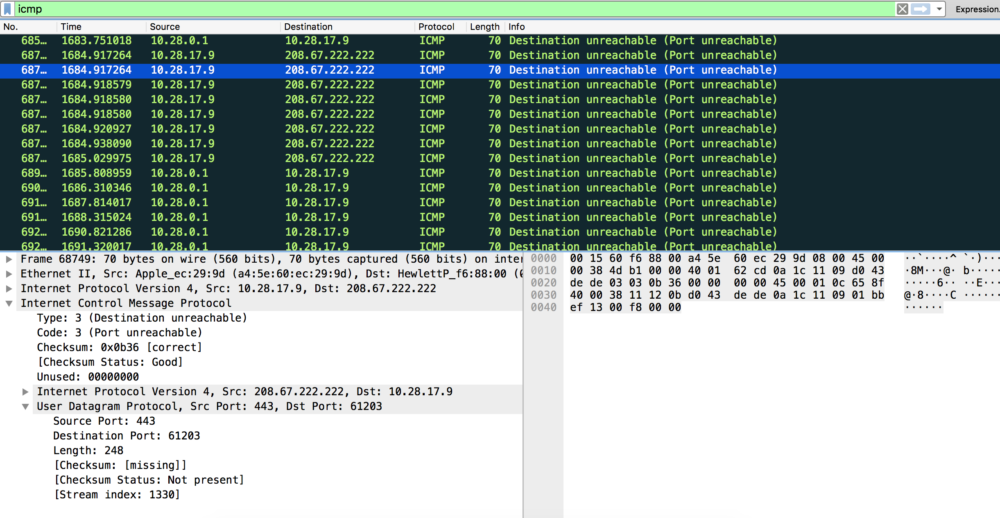 icmp Expression.
No. Time Source Destination Protocol Length Info
685… 1683.751018 10.28.0.1 10.28.17.9 ICMP 70 Destination unreachable (Port unreachable)
687… 1684.917264 10.28.17.9 208.67.222.222 ICMP 70 Destination unreachable (Port unreachable)
687… 1684.917264 10.28.17.9 208.67.222.222 ICMP 70 Destination unreachable (Port unreachable)
687… 1684.918579 10.28.17.9 208.67.222.222 ICMP 70 Destination unreachable (Port unreachable)
687… 1684.918580 10.28.17.9 208.67.222.222 ICMP 70 Destination unreachable (Port unreachable)
687… 1684.918580 10.28.17.9 208.67.222.222 ICMP 70 Destination unreachable (Port unreachable)
687… 1684.920927 10.28.17.9 208.67.222.222 ICMP 70 Destination unreachable (Port unreachable)
687… 1684.938090 10.28.17.9 208.67.222.222 ICMP 70 Destination unreachable (Port unreachable)
687… 1685.029975 10.28.17.9 208.67.222.222 ICMP 70 Destination unreachable (Port unreachable)
689… 1685.808959 10.28.0.1 10.28.17.9 ICMP 70 Destination unreachable (Port unreachable)
690… 1686.310346 10.28.0.1 10.28.17.9 ICMP 70 Destination unreachable (Port unreachable)
691… 1687.814017 10.28.0.1 10.28.17.9 ICMP 70 Destination unreachable (Port unreachable)
691… 1688.315024 10.28.0.1 10.28.17.9 ICMP 70 Destination unreachable (Port unreachable)
692… 1690.821286 10.28.0.1 10.28.17.9 ICMP 70 Destination unreachable (Port unreachable)
692… 1691.320017 10.28.0.1 10.28.17.9 ICMP 70 Destination unreachable (Port unreachable)
Frame 68749: 70 bytes on wire (560 bits), 70 bytes captured (560 bits) on inter
Ethernet II, Src: Apple_ec:29:9d (a4:5e:60:ec:29:9d), Dst: HewlettP_f6:88:00 (0
Internet Protocol Version 4, Src: 10.28.17.9, Dst: 208.67.222.222
Internet Control Message Protocol
Type: 3 (Destination unreachable)
Code: 3 (Port unreachable)
Checksum: 0x0b36 [correct]
[Checksum Status: Good]
Unused: 00000000
Internet Protocol Version 4, Src: 208.67.222.222, Dst: 10.28.17.9
User Datagram Protocol, Src Port: 443, Dst Port: 61203
Source Port: 443
Destination Port: 61203
Length: 248
[Checksum: [missing]]
[Checksum Status: Not present]
[Stream index: 1330]
0000 00 15 60 f6 88 00 a4 5e 60 ec 29 9d 08 00 45 00 ··`····^ `·)···
0010 00 38 4d b1 00 00 40 01 62 cd 0a 1c 11 09 d0 43 ·8M···@· b·····
0020 de de 03 03 0b 36 00 00 00 00 45 00 01 0c 65 8f ·····6·· ··E···
0030 40 00 38 11 12 0b d0 43 de de 0a 1c 11 09 01 bb @·8····C ······
0040 ef 13 00 f8 00 00 ······